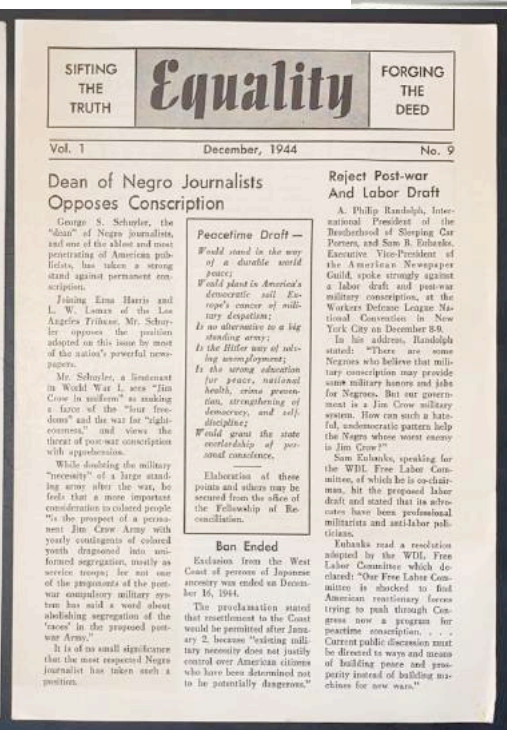 SIFTING
THE
TRUTH
Equality
FORGING
THE
DEED
Vol. 1
December, 1944
No. 9
Dean of Negro Journalists
Opposes Conscription
George S. Schuyler, the
"dean" of Negro journalists,
and one of the ablest and most
penetrating of American pub-
licists, has taken a strong
stand against permanent con-
scription.
Joining Erna Harris and
L. W. Loman of the Los
Angeles Tribune, Mr. Schuy-
ler opposes the position
adopted on this issue by most
of the nation's powerful news-
papers.
Mr. Schuyler, a lieutenant
in World War I, sees "Jim
Crow in uniform" as making
a farce of the "four free-
doms" and the war for "right-
eousness," and views the
threat of post-war conscription
with apprehension.
While doubting the military
"necessity" of a large stand-
ing army after the war, he
feels that a more important
consideration to colored people
"is the prospect of a perma-
nent Jim Crow Army with
yearly contingents of colored
youth dragooned into uni-
formed segregation, mostly as
service troops; for not one
of the proponents of the post-
war compulsory military sys-
tem has said a word about
abolishing segregation of the
'races' in the proposed post-
war Army."
It is of no small significance
that the most respected Negro
journalist has taken such a
position.
Peacetime Draft —
Would stand in the way
of a durable world
peace;
Would plant in America's
democratic soil Eu-
rope's cancer of mili-
tary despotism;
Is no alternative to a big
standing army;
Is the Hitler way of solv-
ing unemployment;
Is the wrong education
for peace, national
health, crime preven-
tion, strengthening of
democracy, and self-
discipline;
Would grant the state
overlordship of per-
sonal conscience.
Elaboration of these
points and others may be
secured from the office of
the Fellowship of Re-
conciliation.
Ban Ended
Exclusion from the West
Coast of persons of Japanese
ancestry was ended on Decem-
ber 16, 1944.
The proclamation stated
that resettlement to the Coast
would be permitted after Janu-
ary 2, because "existing mili-
tary necessity does not justify
control over American citizens
who have been determined not
to be potentially dangerous."
Reject Post-war
And Labor Draft
A. Philip Randolph, Inter-
national President of the
Brotherhood of Sleeping Car
Porters, and Sam B. Eubanks,
Executive Vice-President of
the American Newspaper
Guild, spoke strongly against
a labor draft and post-war
military conscription, at the
Workers Defense League Na-
tional Convention in New
York City on December 8-9.
In his address, Randolph
stated: "There are some
Negroes who believe that mili-
tary conscription may provide
some military honors and jobs
for Negroes. But our govern-
ment is a Jim Crow military
system. How can such a hate-
ful, undemocratic pattern help
the Negro whose worst enemy
is Jim Crow?"
Sam Eubanks, speaking for
the WDL Free Labor Com-
mittee, of which he is co-chair-
man, hit the proposed labor
draft and stated that its advo-
cates have been professional
militarists and anti-labor poli-
ticians.
Eubanks read a resolution
adopted by the WDL Free
Labor Committee which de-
clared: "Our Free Labor Com-
mittee is shocked to find
American reactionary forces
trying to push through Con-
gress now a program for
peacetime conscription. . . .
Current public discussion must
be directed to ways and means
of building peace and pros-
perity instead of building ma-
chines for new wars."